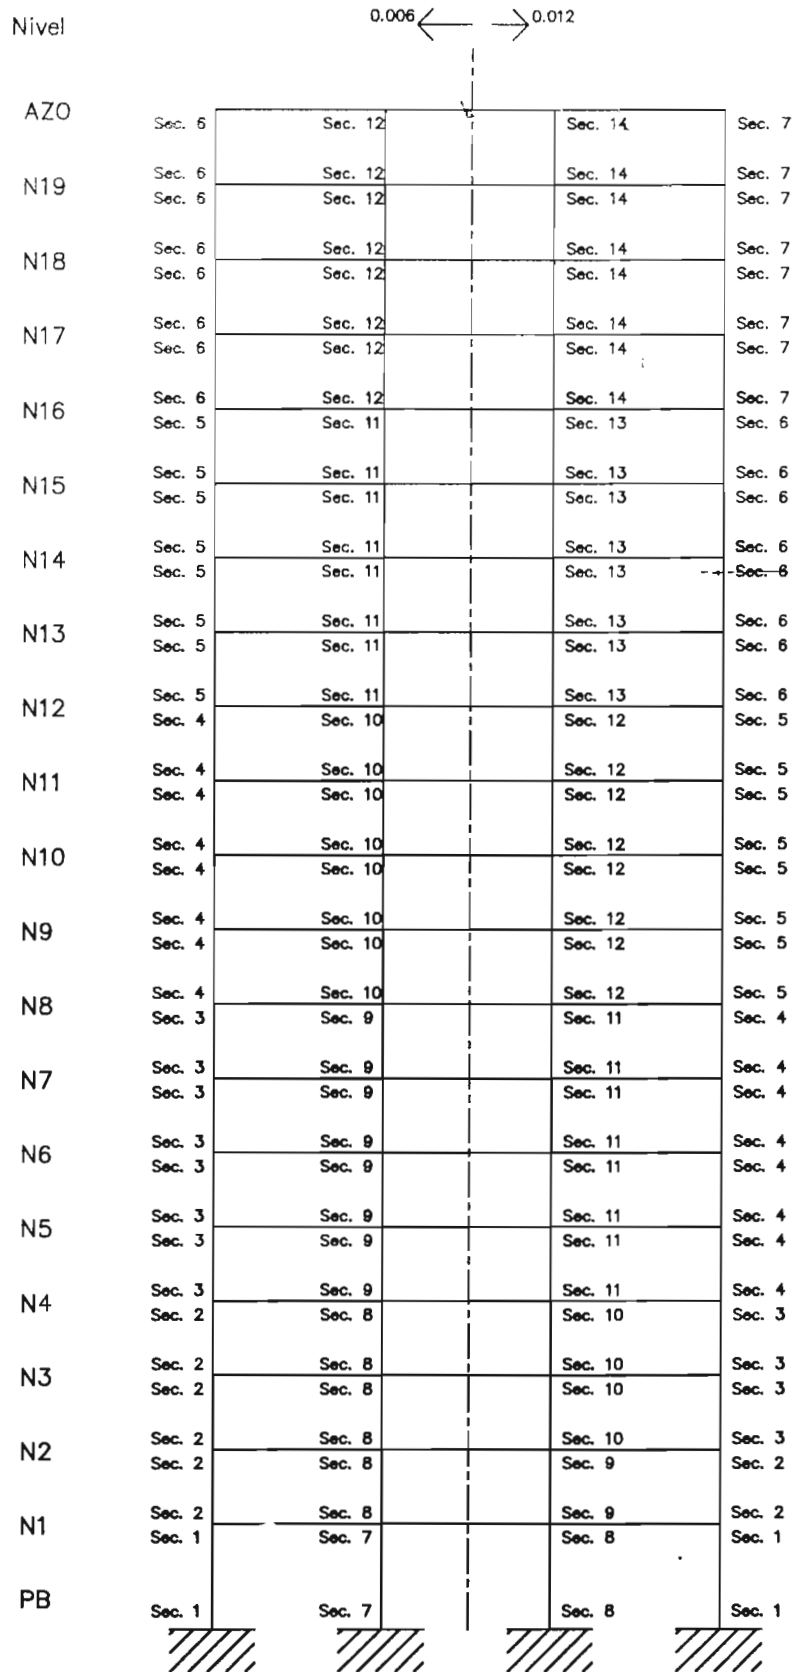 Nivel 0.006 0.012
AZO
Sec. 6 Sec. 12 Sec. 14 Sec. 7
Sec. 6 Sec. 12 Sec. 14 Sec. 7
N19
Sec. 6 Sec. 12 Sec. 14 Sec. 7
Sec. 6 Sec. 12 Sec. 14 Sec. 7
N18
Sec. 6 Sec. 12 Sec. 14 Sec. 7
Sec. 6 Sec. 12 Sec. 14 Sec. 7
N17
Sec. 6 Sec. 12 Sec. 14 Sec. 7
Sec. 6 Sec. 12 Sec. 14 Sec. 7
N16
Sec. 5 Sec. 11 Sec. 13 Sec. 6
Sec. 5 Sec. 11 Sec. 13 Sec. 6
N15
Sec. 5 Sec. 11 Sec. 13 Sec. 6
Sec. 5 Sec. 11 Sec. 13 Sec. 6
N14
Sec. 5 Sec. 11 Sec. 13 Sec. 6
Sec. 5 Sec. 11 Sec. 13 Sec. 6
N13
Sec. 5 Sec. 11 Sec. 13 Sec. 6
Sec. 5 Sec. 11 Sec. 13 Sec. 6
N12
Sec. 4 Sec. 10 Sec. 12 Sec. 5
Sec. 4 Sec. 10 Sec. 12 Sec. 5
N11
Sec. 4 Sec. 10 Sec. 12 Sec. 5
Sec. 4 Sec. 10 Sec. 12 Sec. 5
N10
Sec. 4 Sec. 10 Sec. 12 Sec. 5
Sec. 4 Sec. 10 Sec. 12 Sec. 5
N9
Sec. 4 Sec. 10 Sec. 12 Sec. 5
Sec. 4 Sec. 10 Sec. 12 Sec. 5
N8
Sec. 3 Sec. 9 Sec. 11 Sec. 4
Sec. 3 Sec. 9 Sec. 11 Sec. 4
N7
Sec. 3 Sec. 9 Sec. 11 Sec. 4
Sec. 3 Sec. 9 Sec. 11 Sec. 4
N6
Sec. 3 Sec. 9 Sec. 11 Sec. 4
Sec. 3 Sec. 9 Sec. 11 Sec. 4
N5
Sec. 3 Sec. 9 Sec. 11 Sec. 4
Sec. 3 Sec. 9 Sec. 11 Sec. 4
N4
Sec. 2 Sec. 8 Sec. 10 Sec. 3
Sec. 2 Sec. 8 Sec. 10 Sec. 3
N3
Sec. 2 Sec. 8 Sec. 10 Sec. 3
Sec. 2 Sec. 8 Sec. 10 Sec. 3
N2
Sec. 2 Sec. 8 Sec. 9 Sec. 2
Sec. 2 Sec. 8 Sec. 9 Sec. 2
N1
Sec. 1 Sec. 7 Sec. 8 Sec. 1
PB
Sec. 1 Sec. 7 Sec. 8 Sec. 1